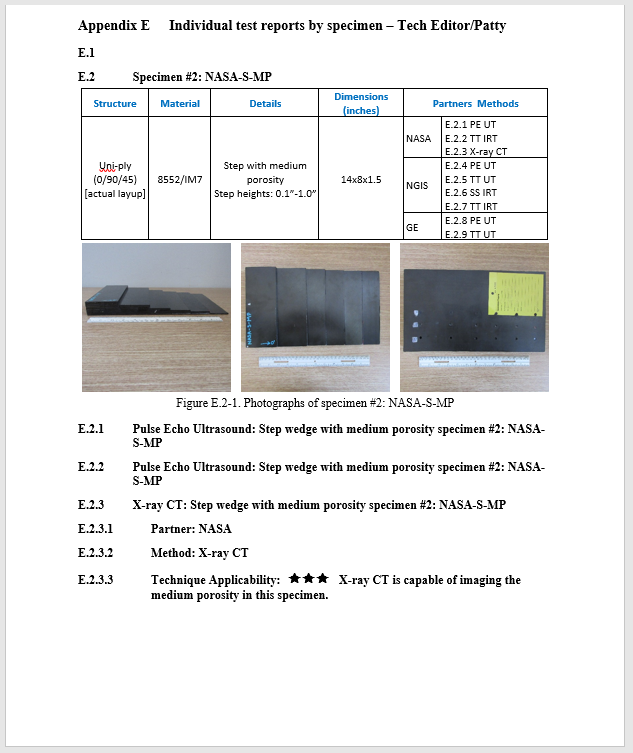 Appendix E Individual test reports by specimen – Tech Editor/Patty
E.1
E.2 Specimen #2: NASA-S-MP
Structure Material Details Dimensions (inches) Partners Methods
Uni-ply
(0/90/45)
[actual layup]
8552/IM7
Step with medium
porosity
Step heights: 0.1”-1.0”
14x8x1.5
NASA
E.2.1 PE UT
E.2.2 TT IRT
E.2.3 X-ray CT
NGIS
E.2.4 PE UT
E.2.5 TT UT
E.2.6 SS IRT
E.2.7 TT IRT
GE
E.2.8 PE UT
E.2.9 TT UT
Figure E.2-1. Photographs of specimen #2: NASA-S-MP
E.2.1 Pulse Echo Ultrasound: Step wedge with medium porosity specimen #2: NASA-
S-MP
E.2.2 Pulse Echo Ultrasound: Step wedge with medium porosity specimen #2: NASA-
S-MP
E.2.3 X-ray CT: Step wedge with medium porosity specimen #2: NASA-S-MP
E.2.3.1 Partner: NASA
E.2.3.2 Method: X-ray CT
E.2.3.3 Technique Applicability: ★★★ X-ray CT is capable of imaging the
medium porosity in this specimen.